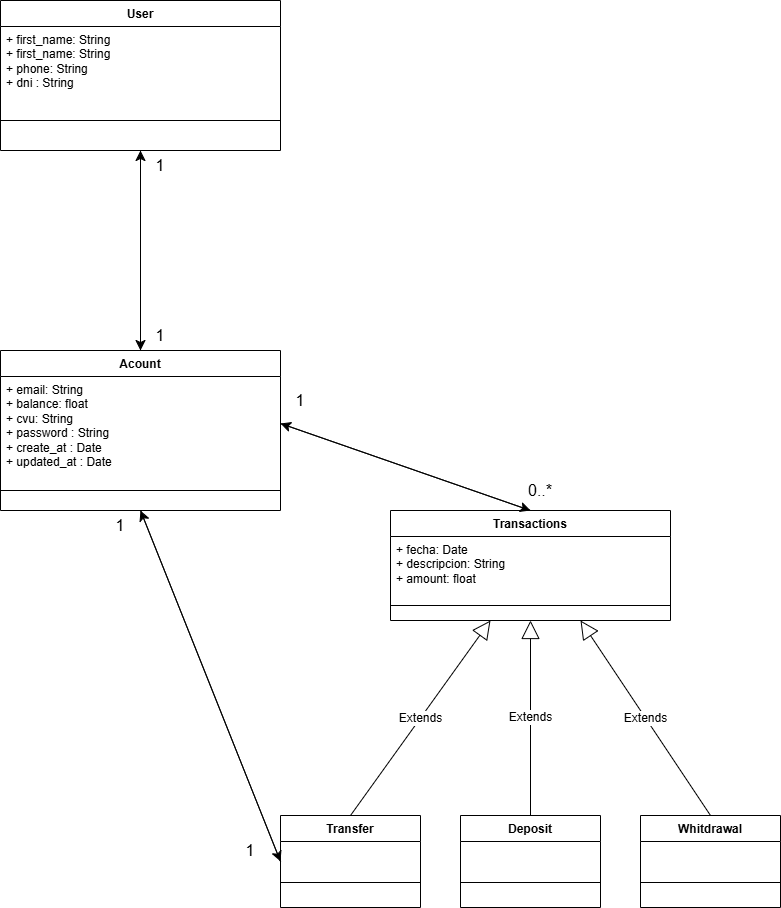 User
+ first_name: String
+ first_name: String
+ phone: String
+ dni : String
1
1
Acount
+ email: String
+ balance: float
+ cvu: String
+ password : String
+ create_at : Date
+ updated_at : Date
1
0..*
1
Transactions
+ fecha: Date
+ descripcion: String
+ amount: float
Extends
Extends
Extends
Transfer
Deposit
Whitdrawal
1